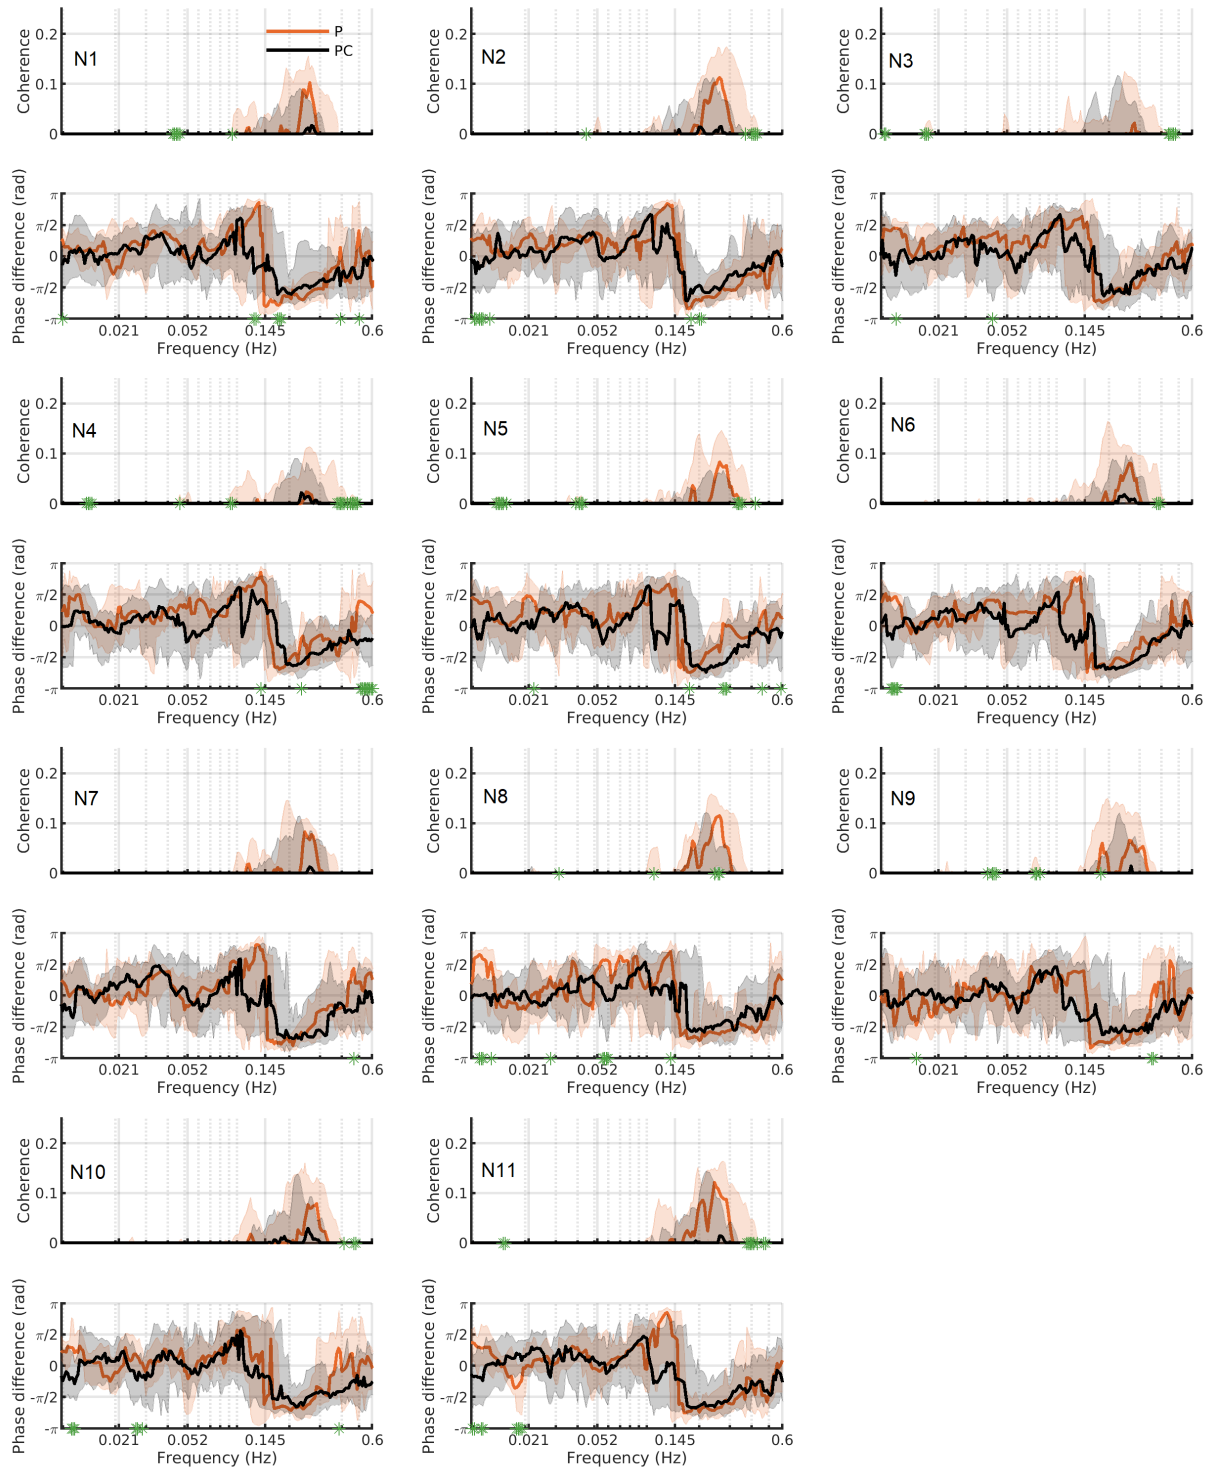 Coherence
0.2
0.1
0
N1
P
PC
Phase difference (rad)
π
π/2
0
-π/2
-π
0.021 0.052 0.145 0.6
Frequency (Hz)
Coherence
0.2
0.1
0
N2
Phase difference (rad)
π
π/2
0
-π/2
-π
0.021 0.052 0.145 0.6
Frequency (Hz)
Coherence
0.2
0.1
0
N3
Phase difference (rad)
π
π/2
0
-π/2
-π
0.021 0.052 0.145 0.6
Frequency (Hz)
Coherence
0.2
0.1
0
N4
Phase difference (rad)
π
π/2
0
-π/2
-π
0.021 0.052 0.145 0.6
Frequency (Hz)
Coherence
0.2
0.1
0
N5
Phase difference (rad)
π
π/2
0
-π/2
-π
0.021 0.052 0.145 0.6
Frequency (Hz)
Coherence
0.2
0.1
0
N6
Phase difference (rad)
π
π/2
0
-π/2
-π
0.021 0.052 0.145 0.6
Frequency (Hz)
Coherence
0.2
0.1
0
N7
Phase difference (rad)
π
π/2
0
-π/2
-π
0.021 0.052 0.145 0.6
Frequency (Hz)
Coherence
0.2
0.1
0
N8
Phase difference (rad)
π
π/2
0
-π/2
-π
0.021 0.052 0.145 0.6
Frequency (Hz)
Coherence
0.2
0.1
0
N9
Phase difference (rad)
π
π/2
0
-π/2
-π
0.021 0.052 0.145 0.6
Frequency (Hz)
Coherence
0.2
0.1
0
N10
Phase difference (rad)
π
π/2
0
-π/2
-π
0.021 0.052 0.145 0.6
Frequency (Hz)
Coherence
0.2
0.1
0
N11
Phase difference (rad)
π
π/2
0
-π/2
-π
0.021 0.052 0.145 0.6
Frequency (Hz)